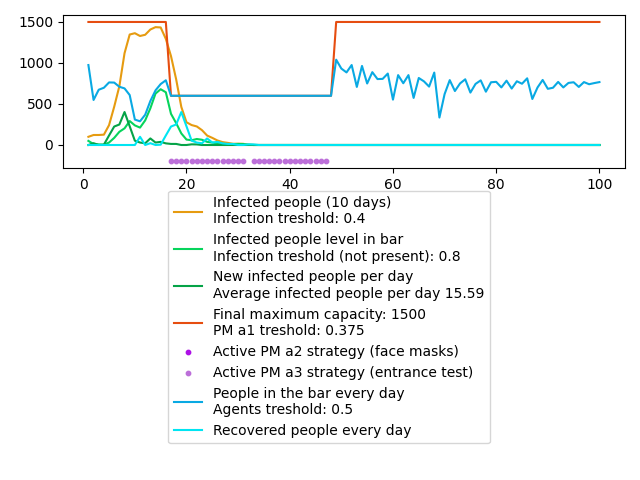 1500
1000
500
0
0 20 40 60 80 100
Infected people (10 days)
Infection treshold: 0.4
Infected people level in bar
Infection treshold (not present): 0.8
New infected people per day
Average infected people per day 15.59
Final maximum capacity: 1500
PM a1 treshold: 0.375
Active PM a2 strategy (face masks)
Active PM a3 strategy (entrance test)
People in the bar every day
Agents treshold: 0.5
Recovered people every day